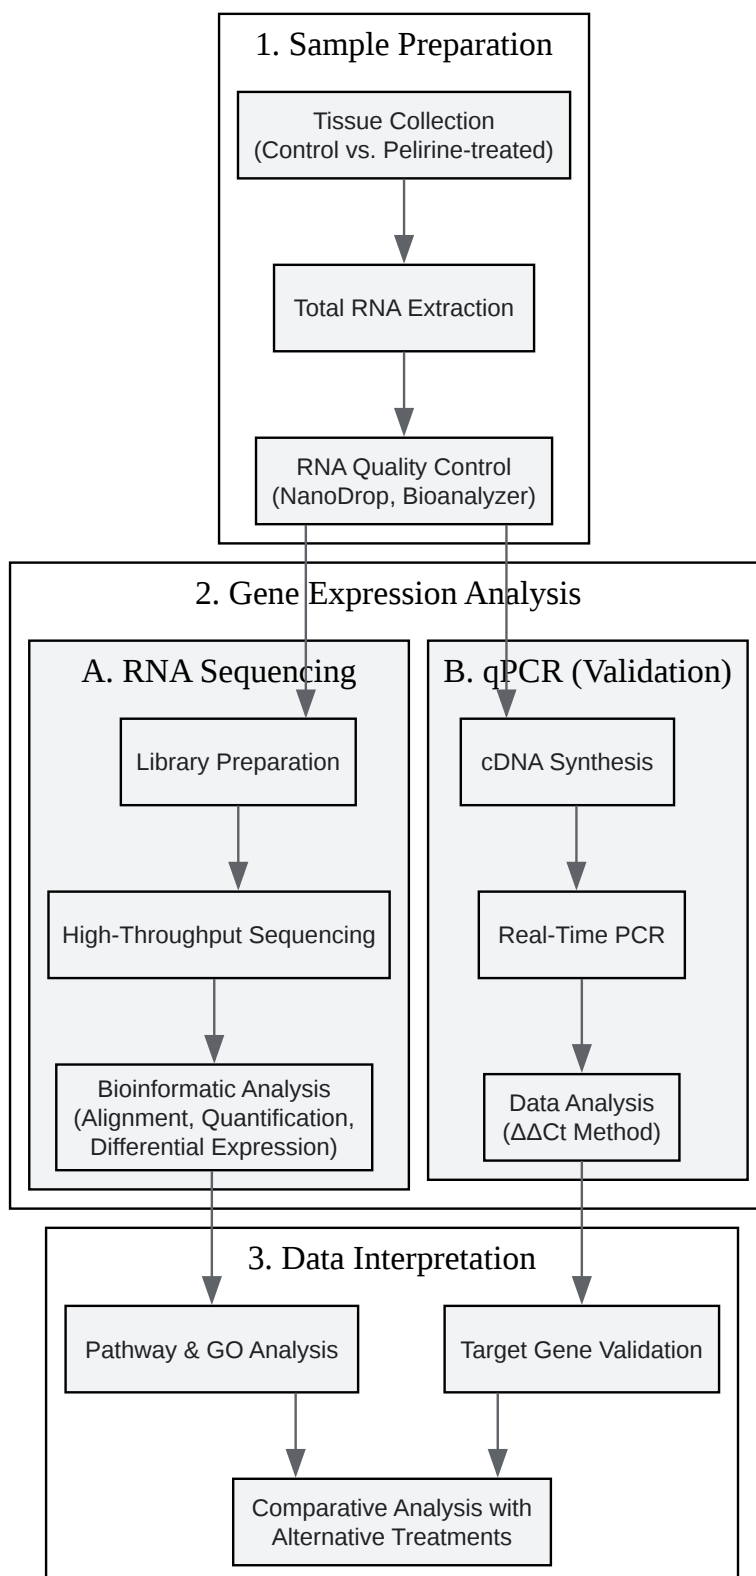 1. Sample Preparation
Tissue Collection
(Control vs. Pelirine-treated)
Total RNA Extraction
RNA Quality Control
(NanoDrop, Bioanalyzer)
2. Gene Expression Analysis
A. RNA Sequencing
Library Preparation
High-Throughput Sequencing
Bioinformatic Analysis
(Alignment, Quantification,
Differential Expression)
B. qPCR (Validation)
cDNA Synthesis
Real-Time PCR
Data Analysis
(ΔΔCt Method)
3. Data Interpretation
Pathway & GO Analysis
Target Gene Validation
Comparative Analysis with
Alternative Treatments